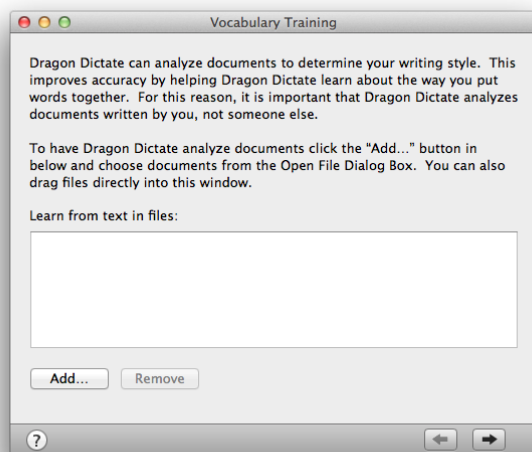 Vocabulary Training
Dragon Dictate can analyze documents to determine your writing style.  This
improves accuracy by helping Dragon Dictate learn about the way you put
words together.  For this reason, it is important that Dragon Dictate analyzes
documents written by you, not someone else.
To have Dragon Dictate analyze documents click the “Add...” button in
below and choose documents from the Open File Dialog Box.  You can also
drag files directly into this window.
Learn from text in files:
Add... Remove
?